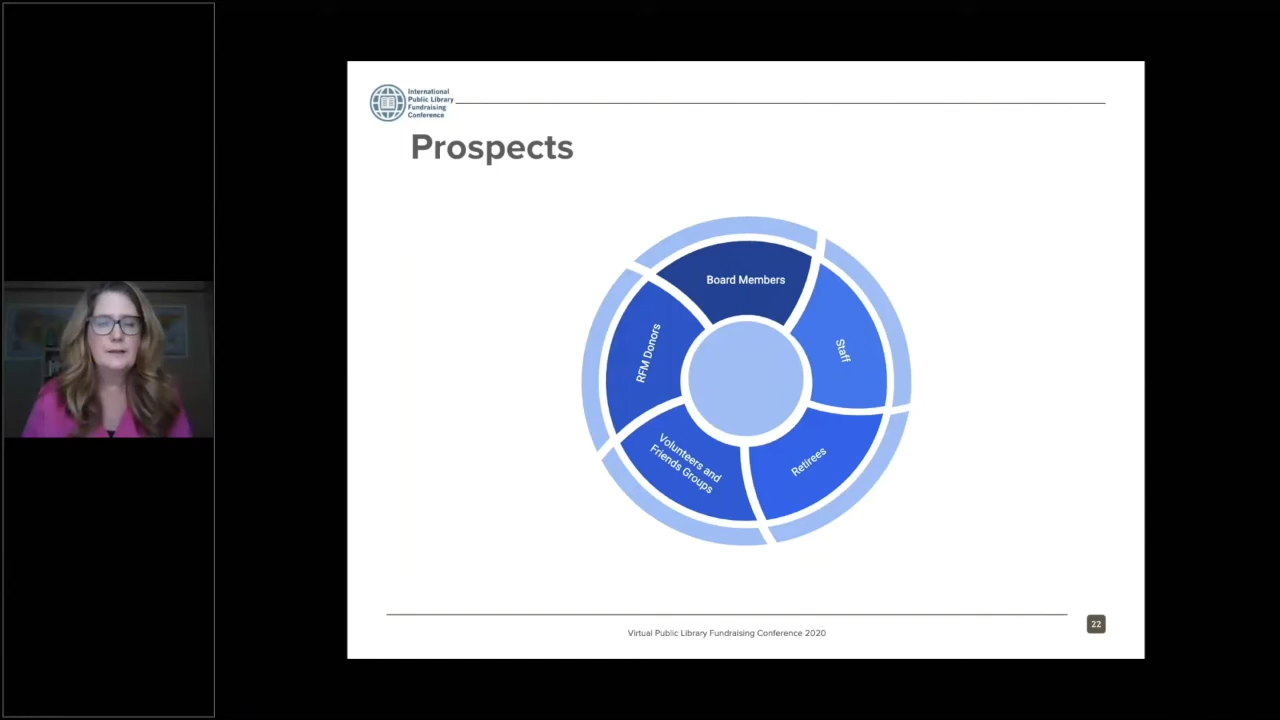 International
Public Library
Fundraising
Conference
Prospects
Board Members
Staff
Retirees
Volunteers and
Friends Groups
RFM Donors
Virtual Public Library Fundraising Conference 2020
22